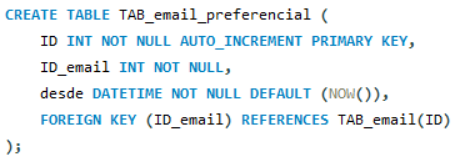 CREATE TABLE TAB_email_preferencial (
ID INT NOT NULL AUTO_INCREMENT PRIMARY KEY,
ID_email INT NOT NULL,
desde DATETIME NOT NULL DEFAULT (NOW()),
FOREIGN KEY (ID_email) REFERENCES TAB_email(ID)
);